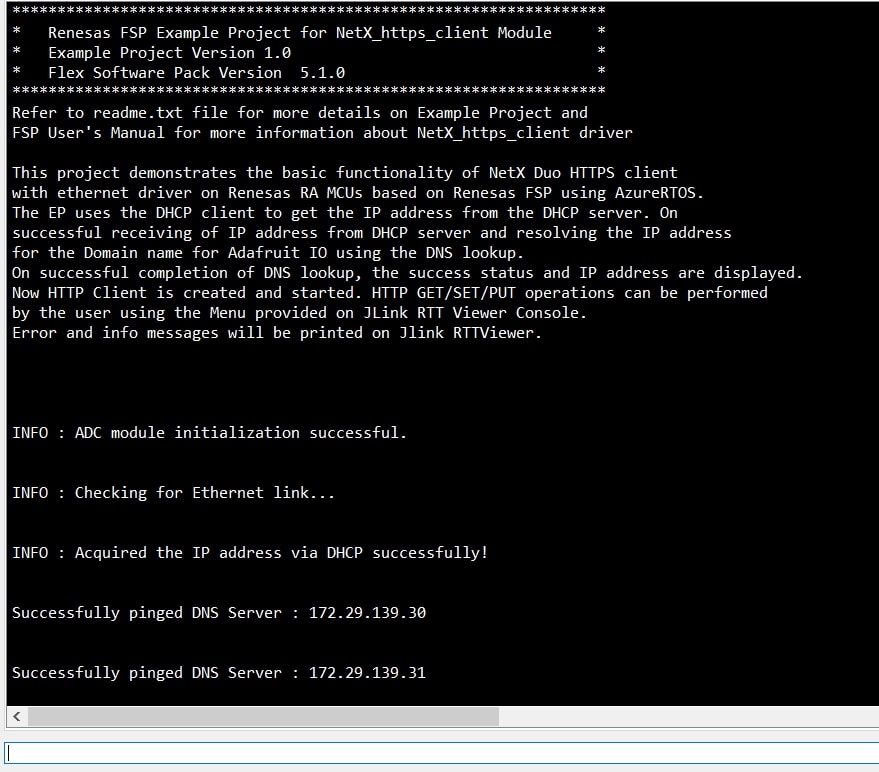 ******************************************************************
*   Renesas FSP Example Project for NetX_https_client Module     *
*   Example Project Version 1.0                                  *
*   Flex Software Pack Version  5.1.0                            *
******************************************************************
Refer to readme.txt file for more details on Example Project and
FSP User's Manual for more information about NetX_https_client driver
This project demonstrates the basic functionality of NetX Duo HTTPS client
with ethernet driver on Renesas RA MCUs based on Renesas FSP using AzureRTOS.
The EP uses the DHCP client to get the IP address from the DHCP server. On
successful receiving of IP address from DHCP server and resolving the IP address
for the Domain name for Adafruit IO using the DNS lookup.
On successful completion of DNS lookup, the success status and IP address are displayed.
Now HTTP Client is created and started. HTTP GET/SET/PUT operations can be performed
by the user using the Menu provided on JLink RTT Viewer Console.
Error and info messages will be printed on Jlink RTTViewer.
INFO : ADC module initialization successful.
INFO : Checking for Ethernet link...
INFO : Acquired the IP address via DHCP successfully!
Successfully pinged DNS Server : 172.29.139.30
Successfully pinged DNS Server : 172.29.139.31